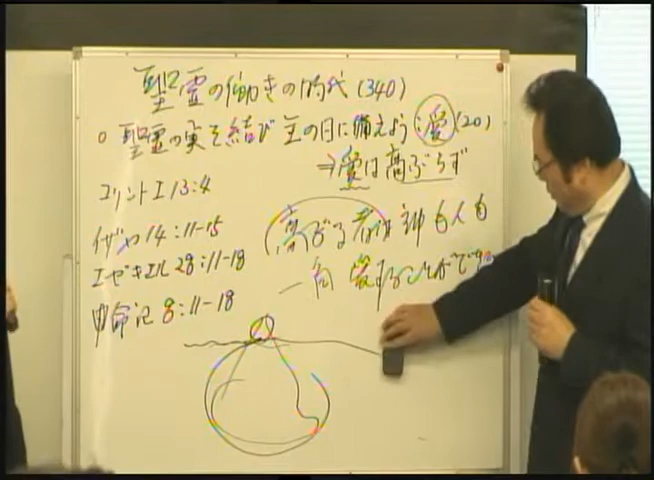 聖霊の働きの時代(340)
○ 聖霊の実を結び主の日に備えよう:愛(20)
⇒愛は高ぶらず
コリントI 13:4
高ぶる者は神も人も
イザヤ14:11-15
エゼキエル28:11-18
一向愛することができ
申命記8:11-18